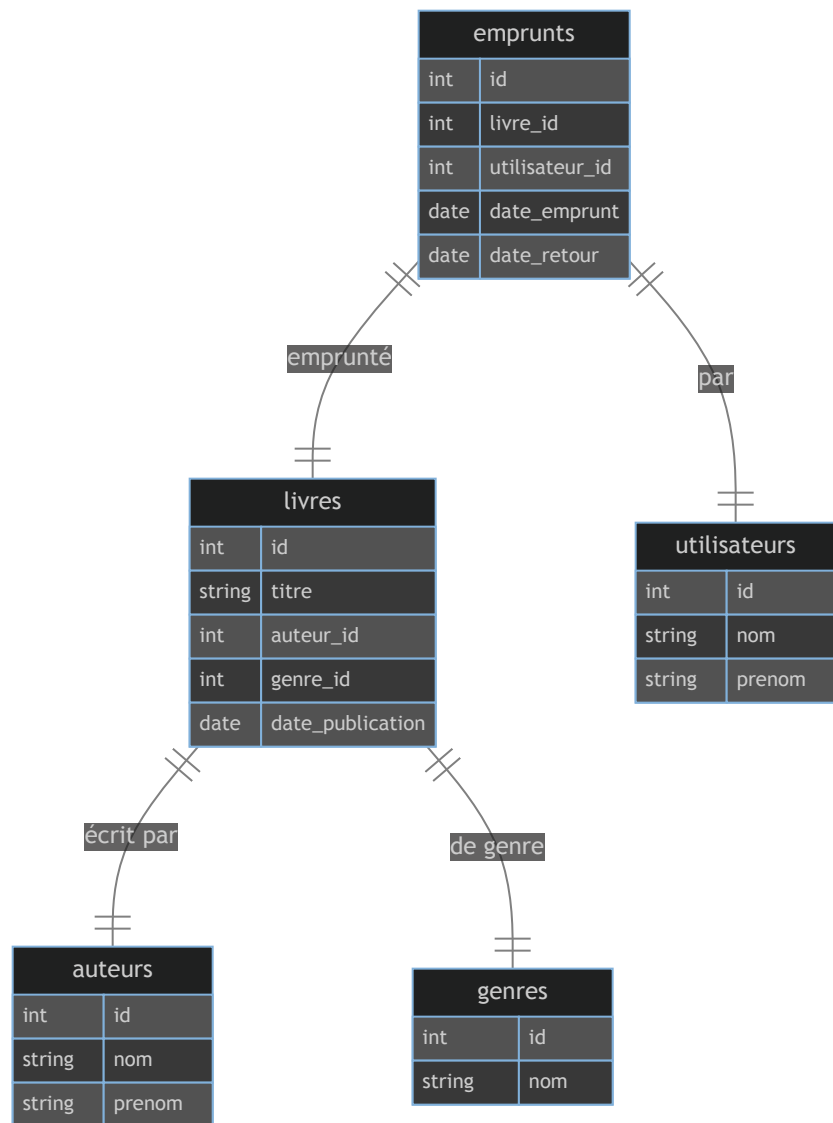 emprunts
int id
int livre_id
int utilisateur_id
date date_emprunt
date date_retour
emprunté
par
livres
int id
string titre
int auteur_id
int genre_id
date date_publication
utilisateurs
int id
string nom
string prenom
écrit par
de genre
auteurs
int id
string nom
string prenom
genres
int id
string nom